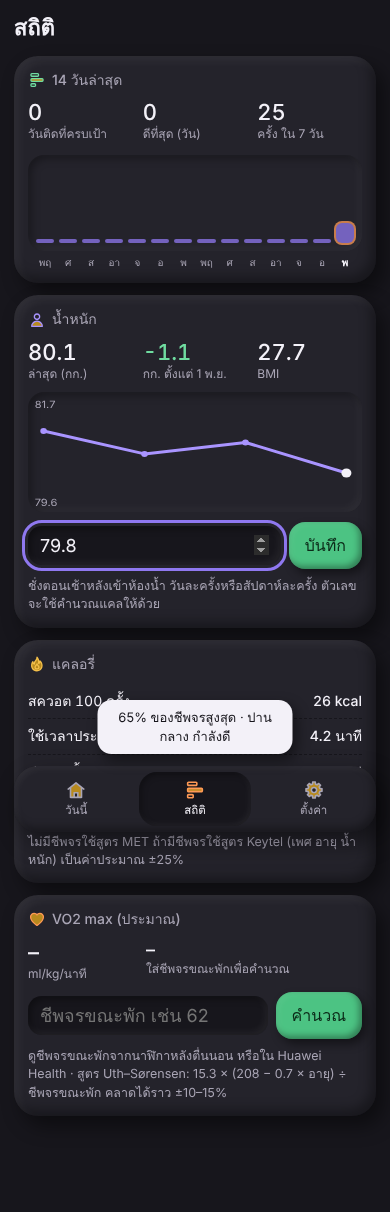 สถิติ
14 วันล่าสุด
0 0 25
วันติดที่ครบเป้า ดีที่สุด (วัน) ครั้ง ใน 7 วัน
พฤ ศ ส อา จ อ พ พฤ ศ ส อา จ อ พ
น้ำหนัก
80.1 -1.1 27.7
ล่าสุด (กก.) กก. ตั้งแต่ 1 พ.ย. BMI
81.7
79.6
79.8 บันทึก
ชั่งตอนเช้าหลังเข้าห้องน้ำ วันละครั้งหรือสัปดาห์ละครั้ง ตัวเลข
จะใช้คำนวณแคลให้ด้วย
แคลอรี่
สควอต 100 26 kcal
65% ของชีพจรสูงสุด · ปาน
กลาง กำลังดี
ใช้เวลาประ 4.2 นาที
วันนี้ สถิติ ตั้งค่า
ไม่มีชีพจรใช้สูตร MET ถ้ามีชีพจรใช้สูตร Keytel (เพศ อายุ น้ำ
หนัก) เป็นค่าประมาณ ±25%
VO2 max (ประมาณ)
– –
ml/kg/นาที ใส่ชีพจรขณะพักเพื่อคำนวณ
ชีพจรขณะพัก เช่น 62 คำนวณ
ดูชีพจรขณะพักจากนาฬิกาหลังตื่นนอน หรือใน Huawei
Health · สูตร Uth–Sørensen: 15.3 × (208 − 0.7 × อายุ) ÷
ชีพจรขณะพัก คลาดได้ราว ±10–15%